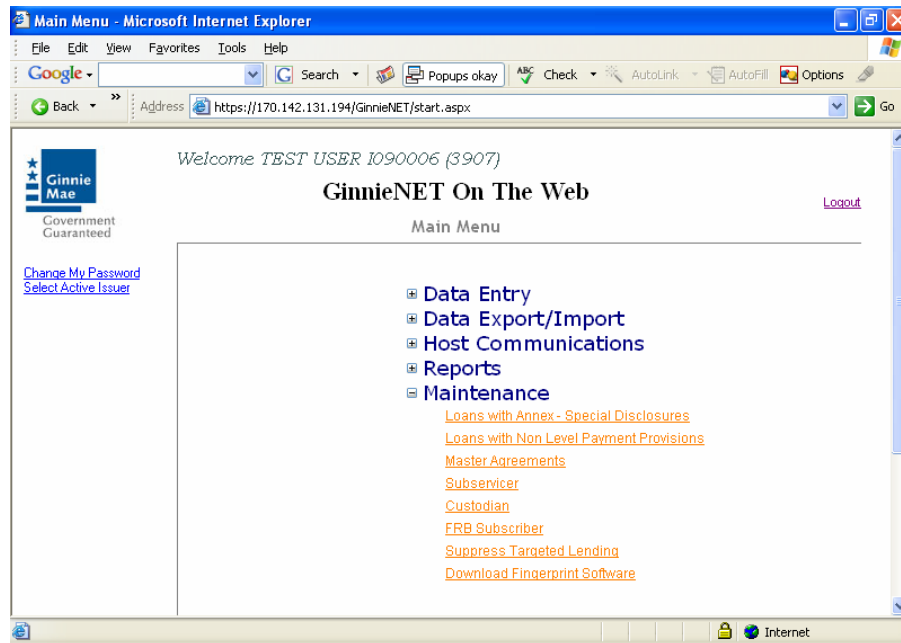 Main Menu - Microsoft Internet Explorer
File Edit View Favorites Tools Help
Google Search Popups okay ABC Check AutoLink AutoFill Options
Back » Address https://170.142.131.194/GinnieNET/start.aspx Go
Welcome TEST USER I090006 (3907)
Ginnie
Mae
Government
Guaranteed
GinnieNET On The Web
Logout
Main Menu
Change My Password
Select Active Issuer
Data Entry
Data Export/Import
Host Communications
Reports
Maintenance
Loans with Annex - Special Disclosures
Loans with Non Level Payment Provisions
Master Agreements
Subservicer
Custodian
FRB Subscriber
Suppress Targeted Lending
Download Fingerprint Software
Internet